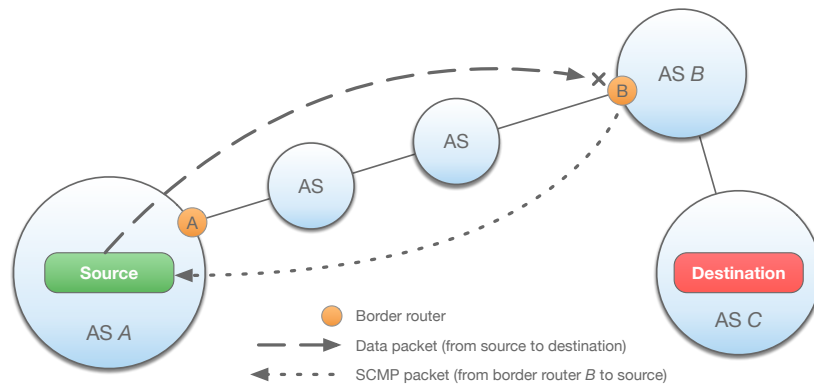 AS B
B
AS
AS
A
Source
Destination
AS A
AS C
Border router
Data packet (from source to destination)
SCMP packet (from border router B to source)